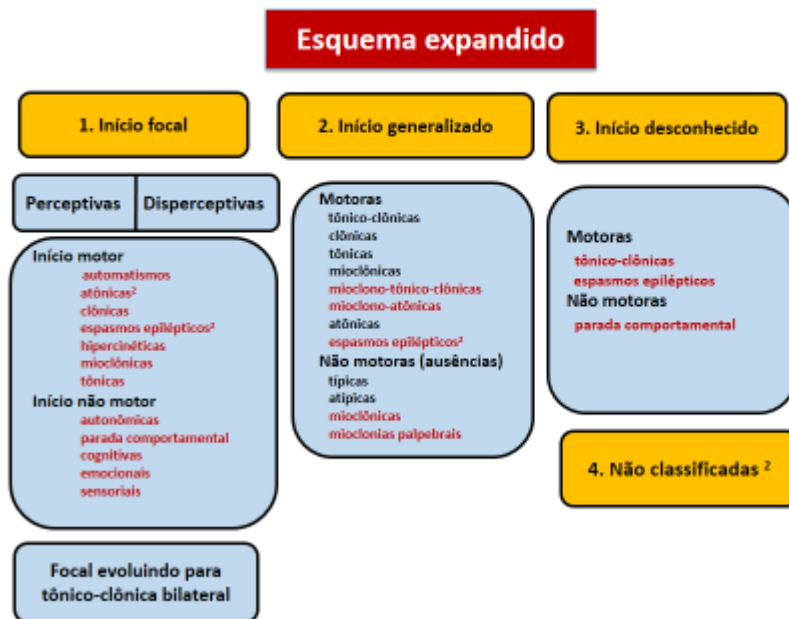 Esquema expandido
1. Início focal
Perceptivas
Disperceptivas
Início motor
automatismos
atônicas²
clônicas
espasmos epilépticos²
hipercinéticas
mioclônicas
tônicas
Início não motor
autonômicas
parada comportamental
cognitivas
emocionais
sensoriais
Focal evoluindo para
tônico-clônica bilateral
2. Início generalizado
Motoras
tônico-clônicas
clônicas
tônicas
mioclônicas
mioclono-tônico-clônicas
mioclono-atônicas
atônicas
espasmos epilépticos²
Não motoras (ausências)
típicas
atípicas
mioclônicas
mioclonias palpebrais
3. Início desconhecido
Motoras
tônico-clônicas
espasmos epilépticos
Não motoras
parada comportamental
4. Não classificadas ²